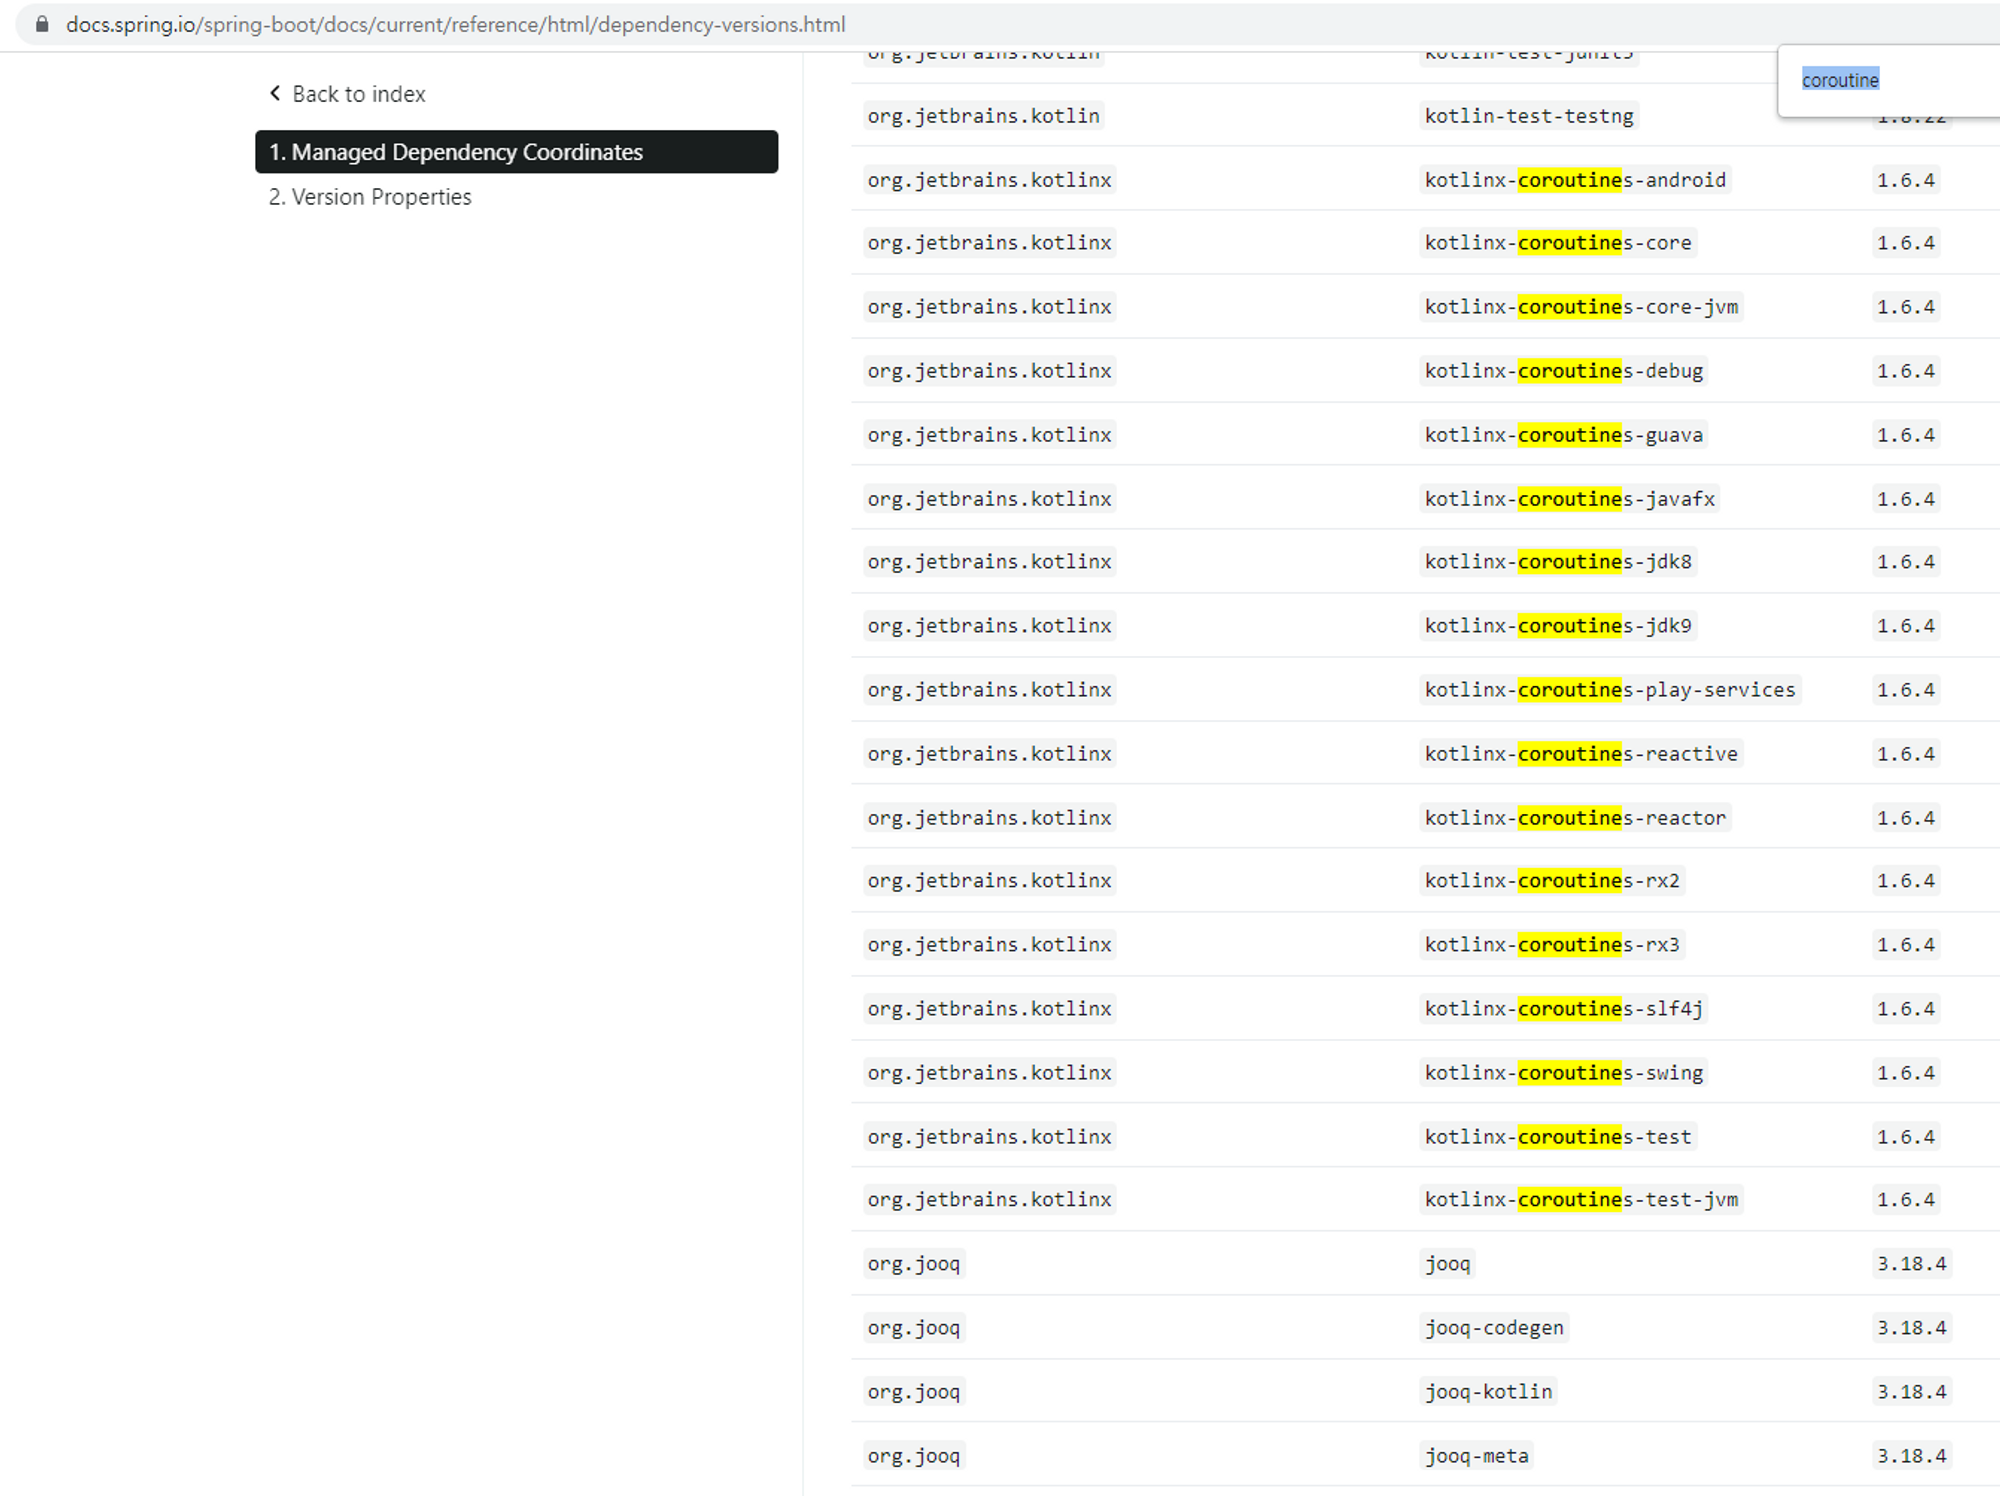 docs.spring.io/spring-boot/docs/current/reference/html/dependency-versions.html
coroutine
Back to index
1. Managed Dependency Coordinates
2. Version Properties
org.jetbrains.kotlin kotlin-test-junit5
org.jetbrains.kotlin kotlin-test-testng 1.8.22
org.jetbrains.kotlinx kotlinx-coroutines-android 1.6.4
org.jetbrains.kotlinx kotlinx-coroutines-core 1.6.4
org.jetbrains.kotlinx kotlinx-coroutines-core-jvm 1.6.4
org.jetbrains.kotlinx kotlinx-coroutines-debug 1.6.4
org.jetbrains.kotlinx kotlinx-coroutines-guava 1.6.4
org.jetbrains.kotlinx kotlinx-coroutines-javafx 1.6.4
org.jetbrains.kotlinx kotlinx-coroutines-jdk8 1.6.4
org.jetbrains.kotlinx kotlinx-coroutines-jdk9 1.6.4
org.jetbrains.kotlinx kotlinx-coroutines-play-services 1.6.4
org.jetbrains.kotlinx kotlinx-coroutines-reactive 1.6.4
org.jetbrains.kotlinx kotlinx-coroutines-reactor 1.6.4
org.jetbrains.kotlinx kotlinx-coroutines-rx2 1.6.4
org.jetbrains.kotlinx kotlinx-coroutines-rx3 1.6.4
org.jetbrains.kotlinx kotlinx-coroutines-slf4j 1.6.4
org.jetbrains.kotlinx kotlinx-coroutines-swing 1.6.4
org.jetbrains.kotlinx kotlinx-coroutines-test 1.6.4
org.jetbrains.kotlinx kotlinx-coroutines-test-jvm 1.6.4
org.jooq jooq 3.18.4
org.jooq jooq-codegen 3.18.4
org.jooq jooq-kotlin 3.18.4
org.jooq jooq-meta 3.18.4